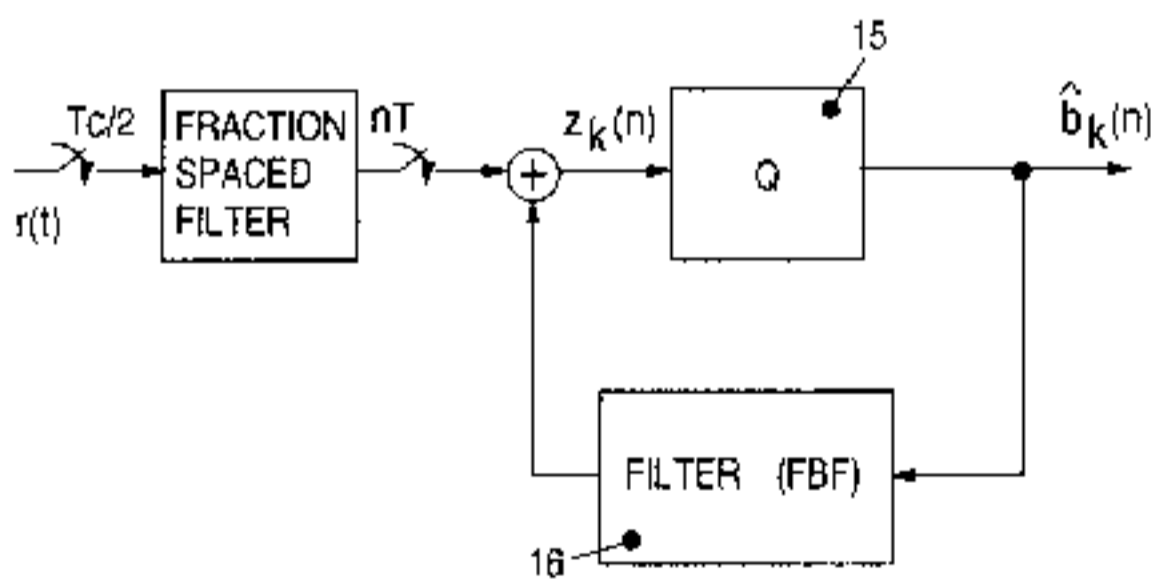 15
Tc/2
nT
z_k(n)
b̂_k(n)
FRACTION
SPACED
FILTER
Q
r(t)
FILTER (FBF)
16